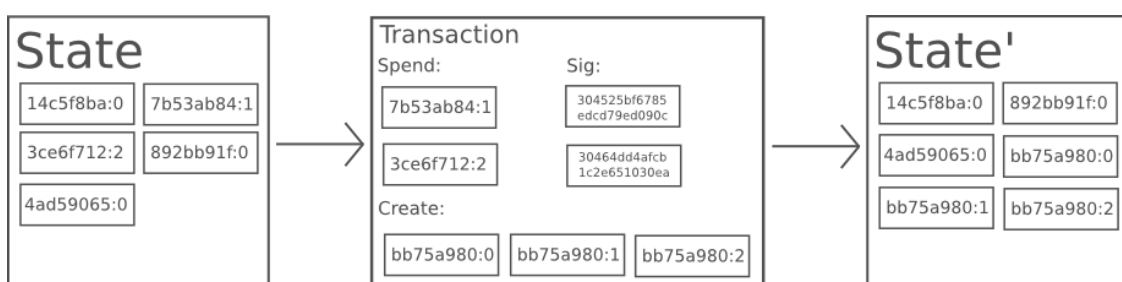 State
14c5f8ba:0 7b53ab84:1
3ce6f712:2 892bb91f:0
4ad59065:0
Transaction
Spend: Sig:
7b53ab84:1
304525bf6785
edcd79ed090c
3ce6f712:2
30464dd4afcb
1c2e651030ea
Create:
bb75a980:0 bb75a980:1 bb75a980:2
State'
14c5f8ba:0 892bb91f:0
4ad59065:0 bb75a980:0
bb75a980:1 bb75a980:2